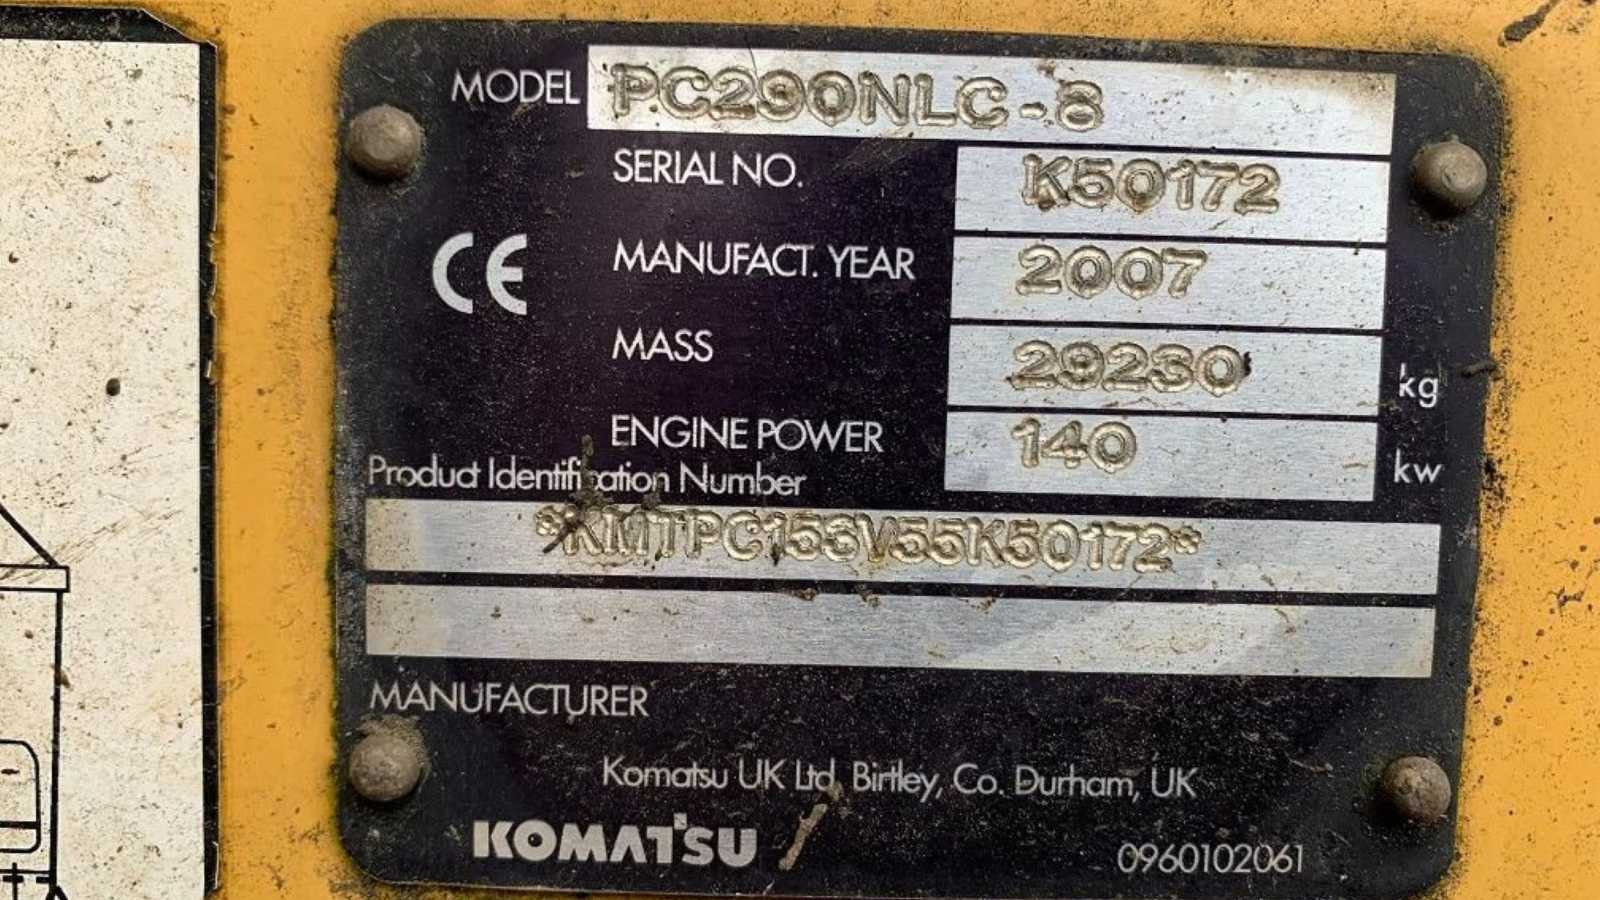 MODEL PC290NLC-8
SERIAL NO. K50172
MANUFACT. YEAR 2007
CE
MASS 29230 kg
ENGINE POWER 140 kw
Product Identification Number
*KMTPC153V55K50172*
MANUFACTURER
Komatsu UK Ltd, Birtley, Co. Durham, UK
KOMATSU 0960102061